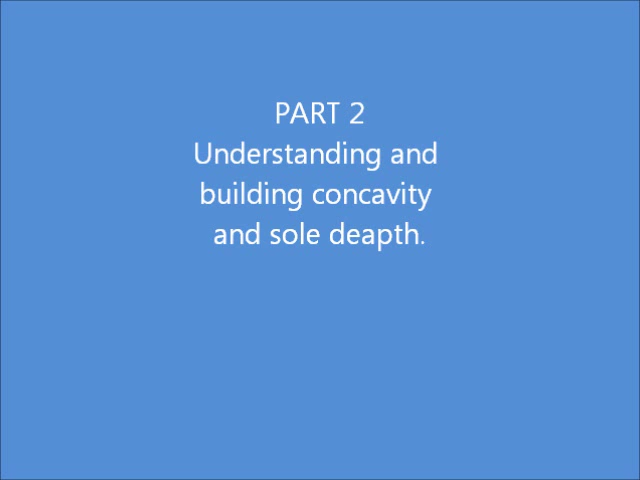 PART 2
Understanding and
building concavity
and sole deapth.